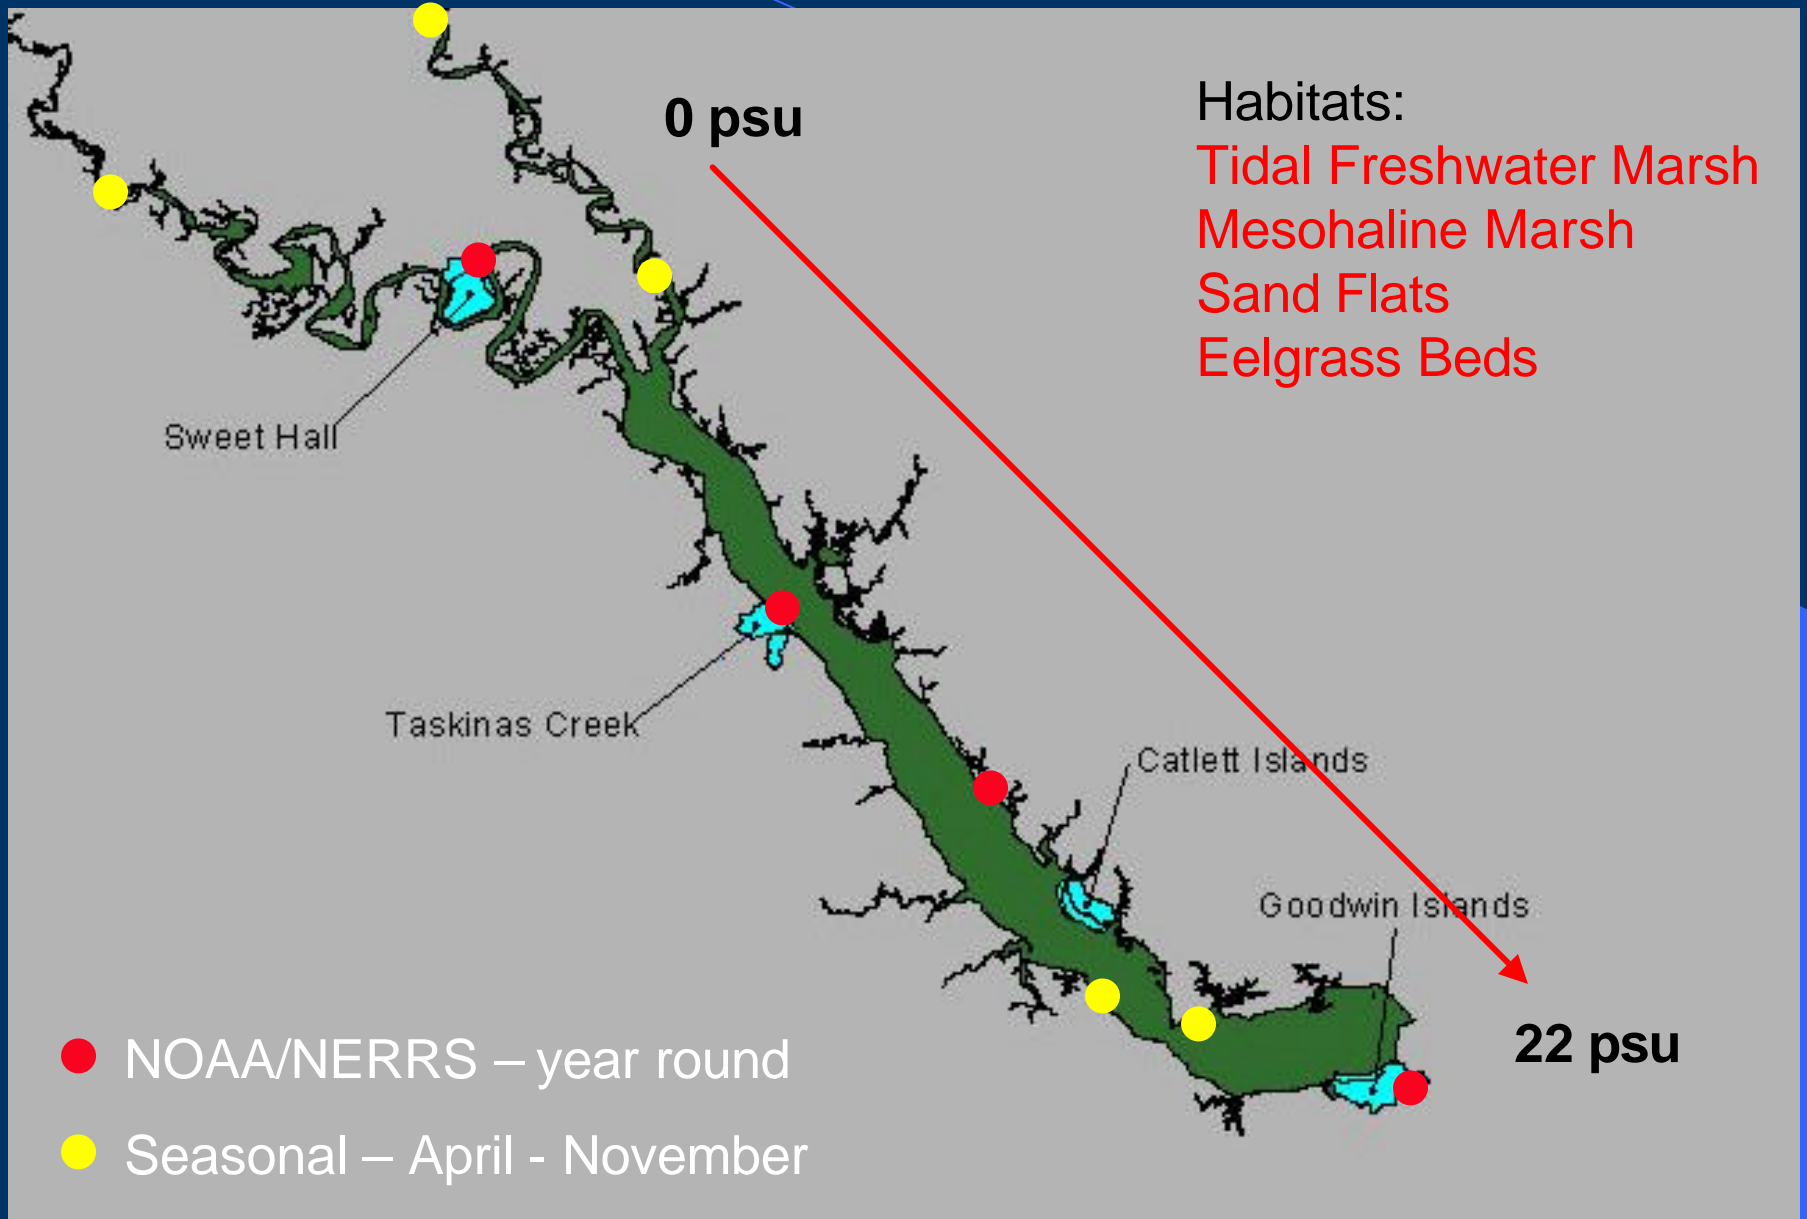 0 psu
Habitats:
Tidal Freshwater Marsh
Mesohaline Marsh
Sand Flats
Eelgrass Beds
Sweet Hall
Taskinas Creek
Catlett Islands
Goodwin Islands
22 psu
NOAA/NERRS – year round
Seasonal – April - November